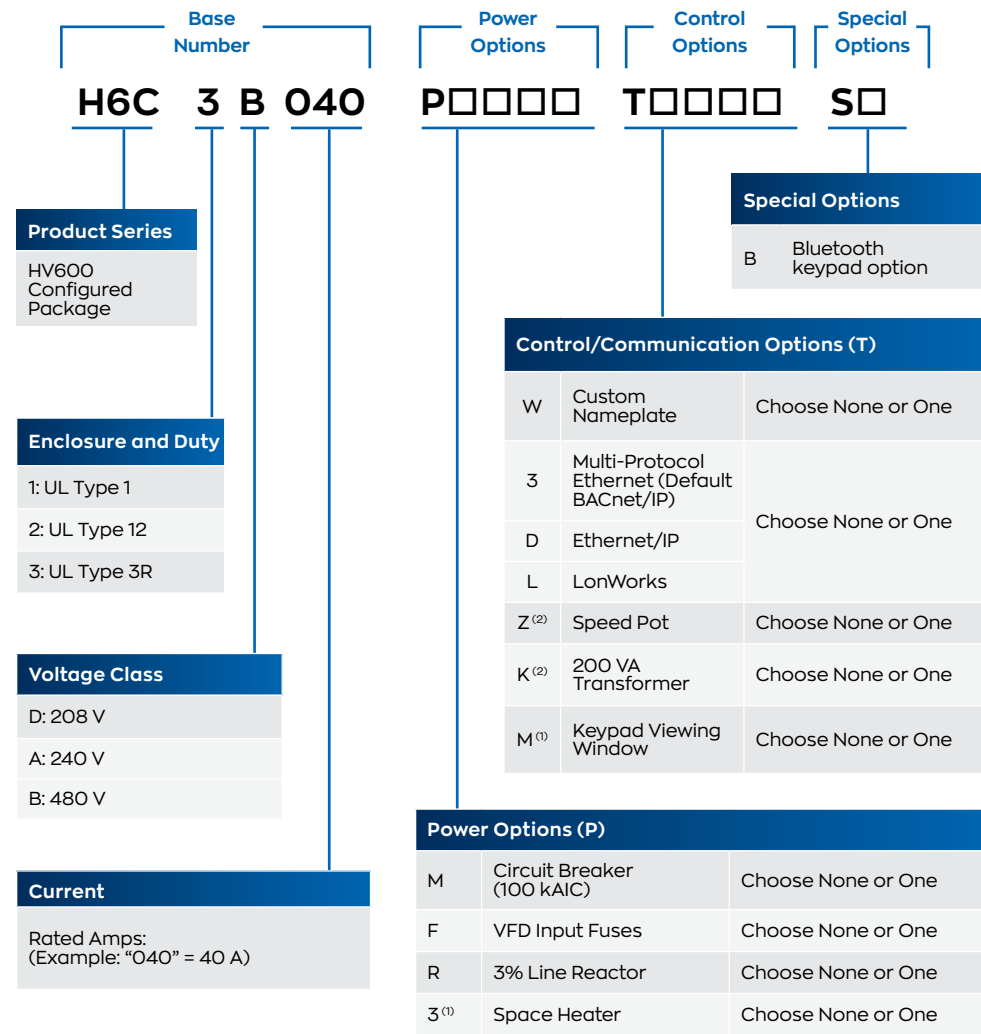 Base
Number
Power
Options
Control
Options
Special
Options
H6C 3 B 040 P□□□□ T□□□□ S□
Product Series
HV600
Configured
Package
Enclosure and Duty
1: UL Type 1
2: UL Type 12
3: UL Type 3R
Voltage Class
D: 208 V
A: 240 V
B: 480 V
Current
Rated Amps:
(Example: “040” = 40 A)
Special Options
B Bluetooth
keypad option
Control/Communication Options (T)
W Custom
Nameplate
Choose None or One
3 Multi-Protocol
Ethernet (Default
BACnet/IP)
D Ethernet/IP
L LonWorks
Choose None or One
Z (2) Speed Pot Choose None or One
K (2) 200 VA
Transformer
Choose None or One
M (1) Keypad Viewing
Window
Choose None or One
Power Options (P)
M Circuit Breaker
(100 kAIC)
Choose None or One
F VFD Input Fuses Choose None or One
R 3% Line Reactor Choose None or One
3 (1) Space Heater Choose None or One